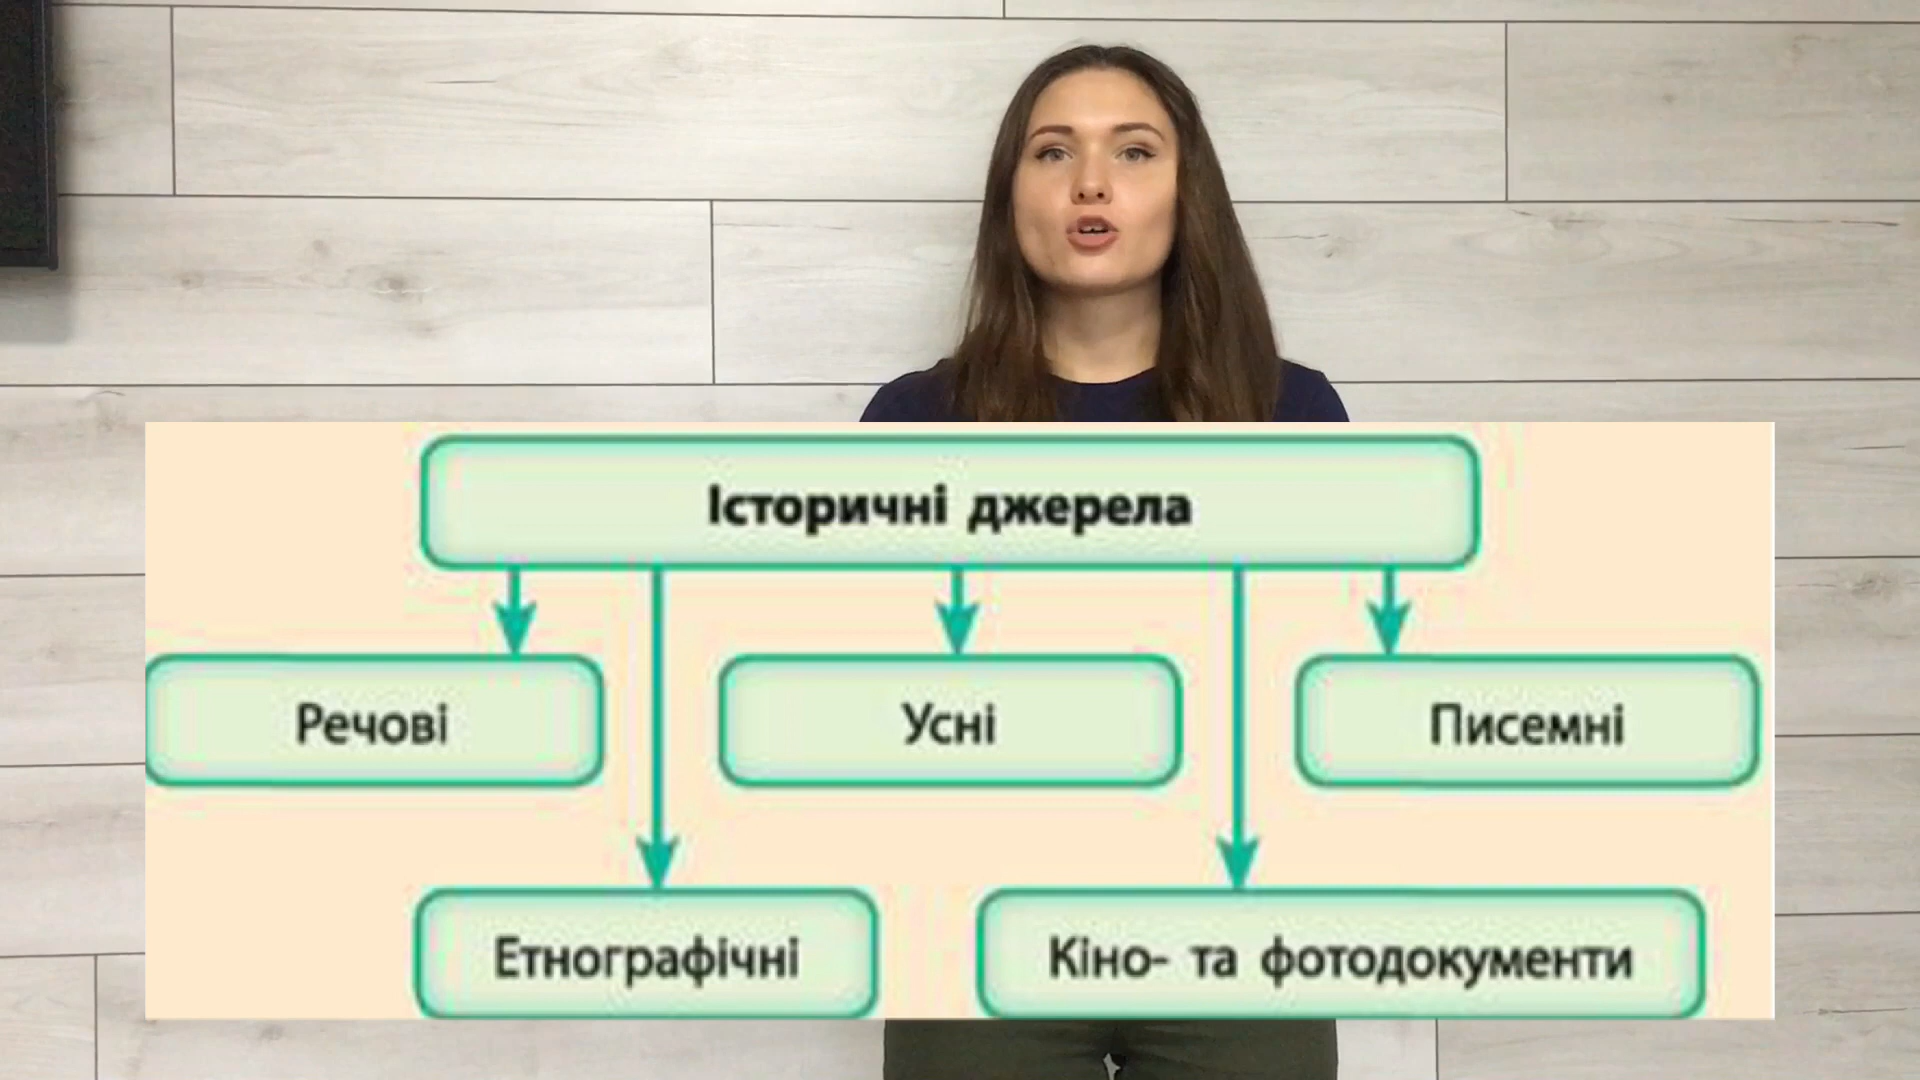 Історичні джерела
Речові
Усні
Писемні
Етнографічні
Кіно- та фотодокументи